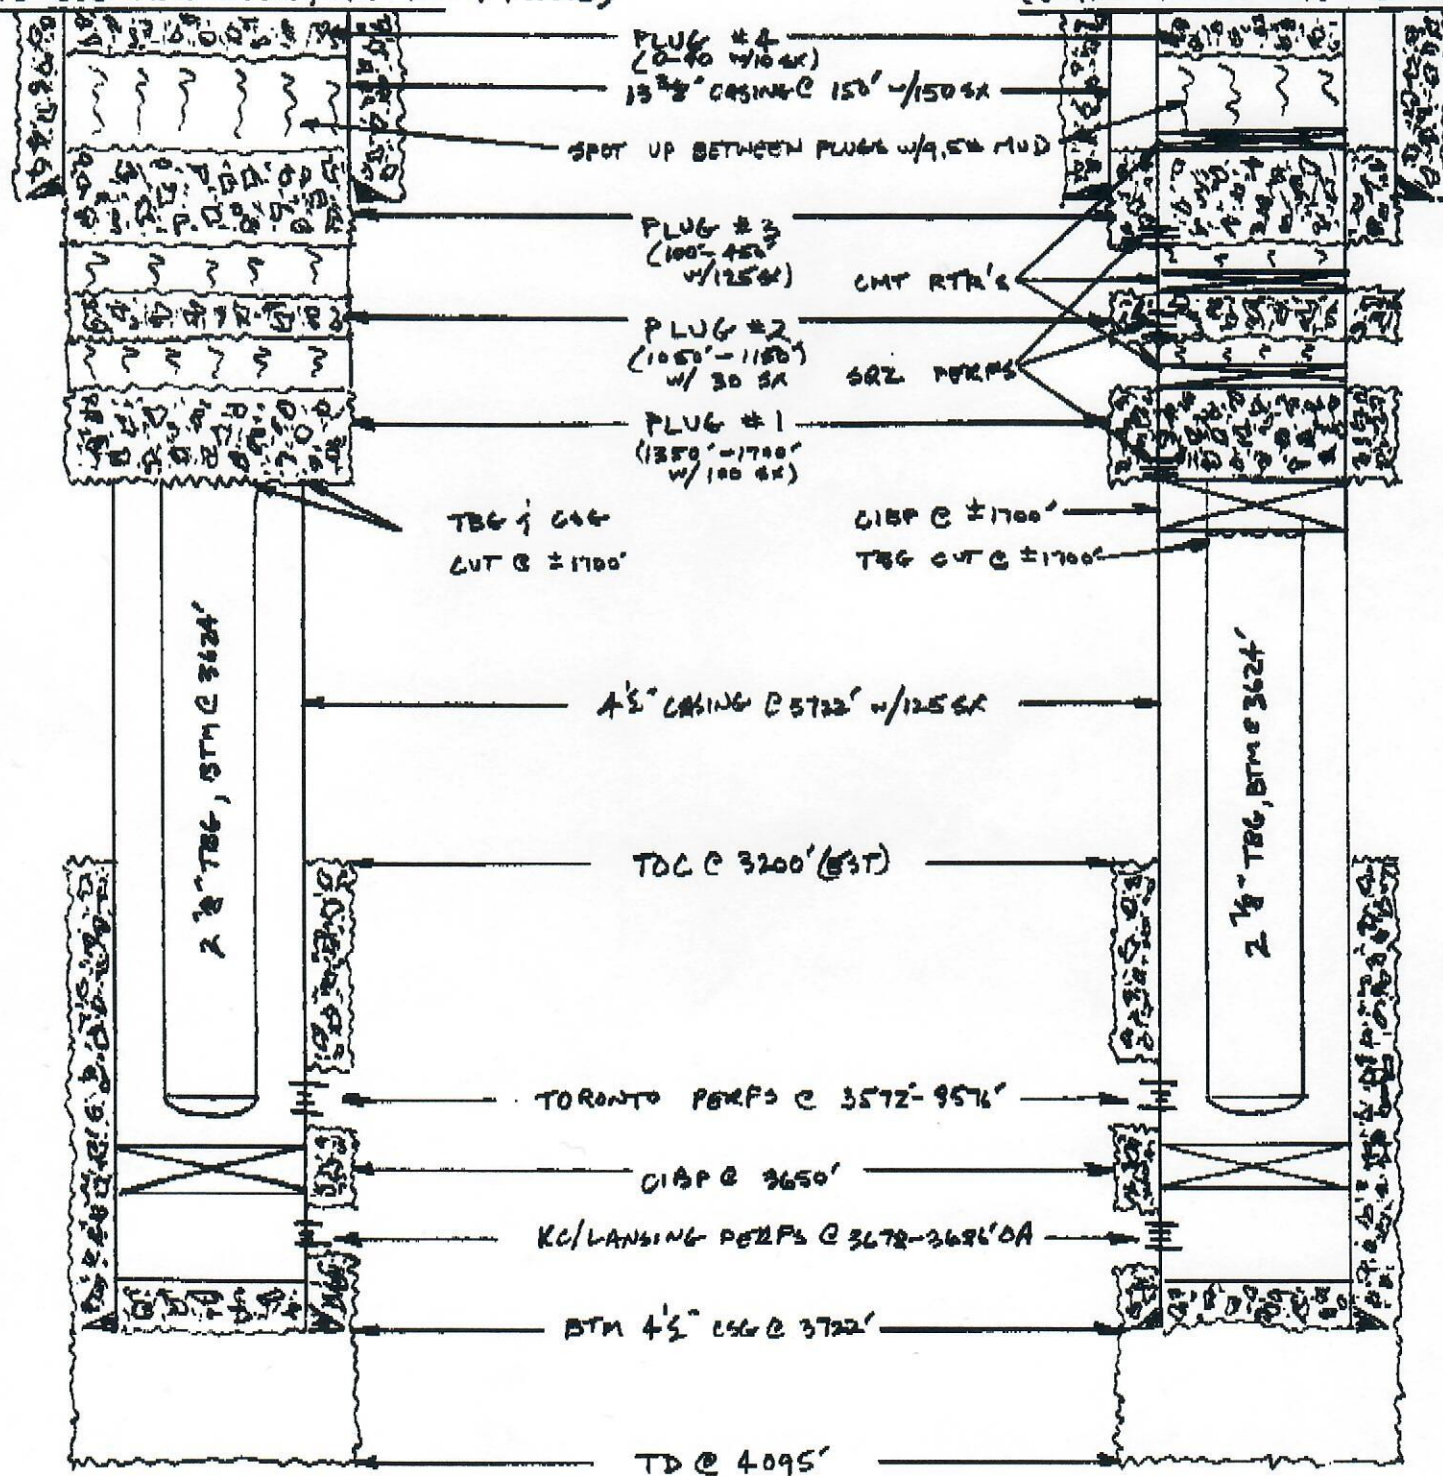 PLUG #4
(0-40 w/10 SX)
13 3/8" CASING @ 150' w/150 SX
SPOT UP BETWEEN PLUGS w/9.5# MUD
PLUG #3
(100'-450'
w/125 SX)
CMT RTR'S
PLUG #2
(1050'-1150'
w/ 30 SX
SQZ PERFS
PLUG #1
(1350'-1700'
w/ 100 SX)
TBG & CSG
CUT @ ±1700'
CIBP @ ±1700'
TBG CUT @ ±1700'
2 7/8" TBG, BTM @ 3624'
2 7/8" TBG, BTM @ 3624'
4 1/2" CASING @ 3722' w/125 SX
TOC @ 3200' (EST)
TORONTO PERFS @ 3572'-3576'
CIBP @ 3650'
KC/LANSING PERFS @ 3678-3686' OA
BTM 4 1/2" CSG @ 3722'
TD @ 4095'